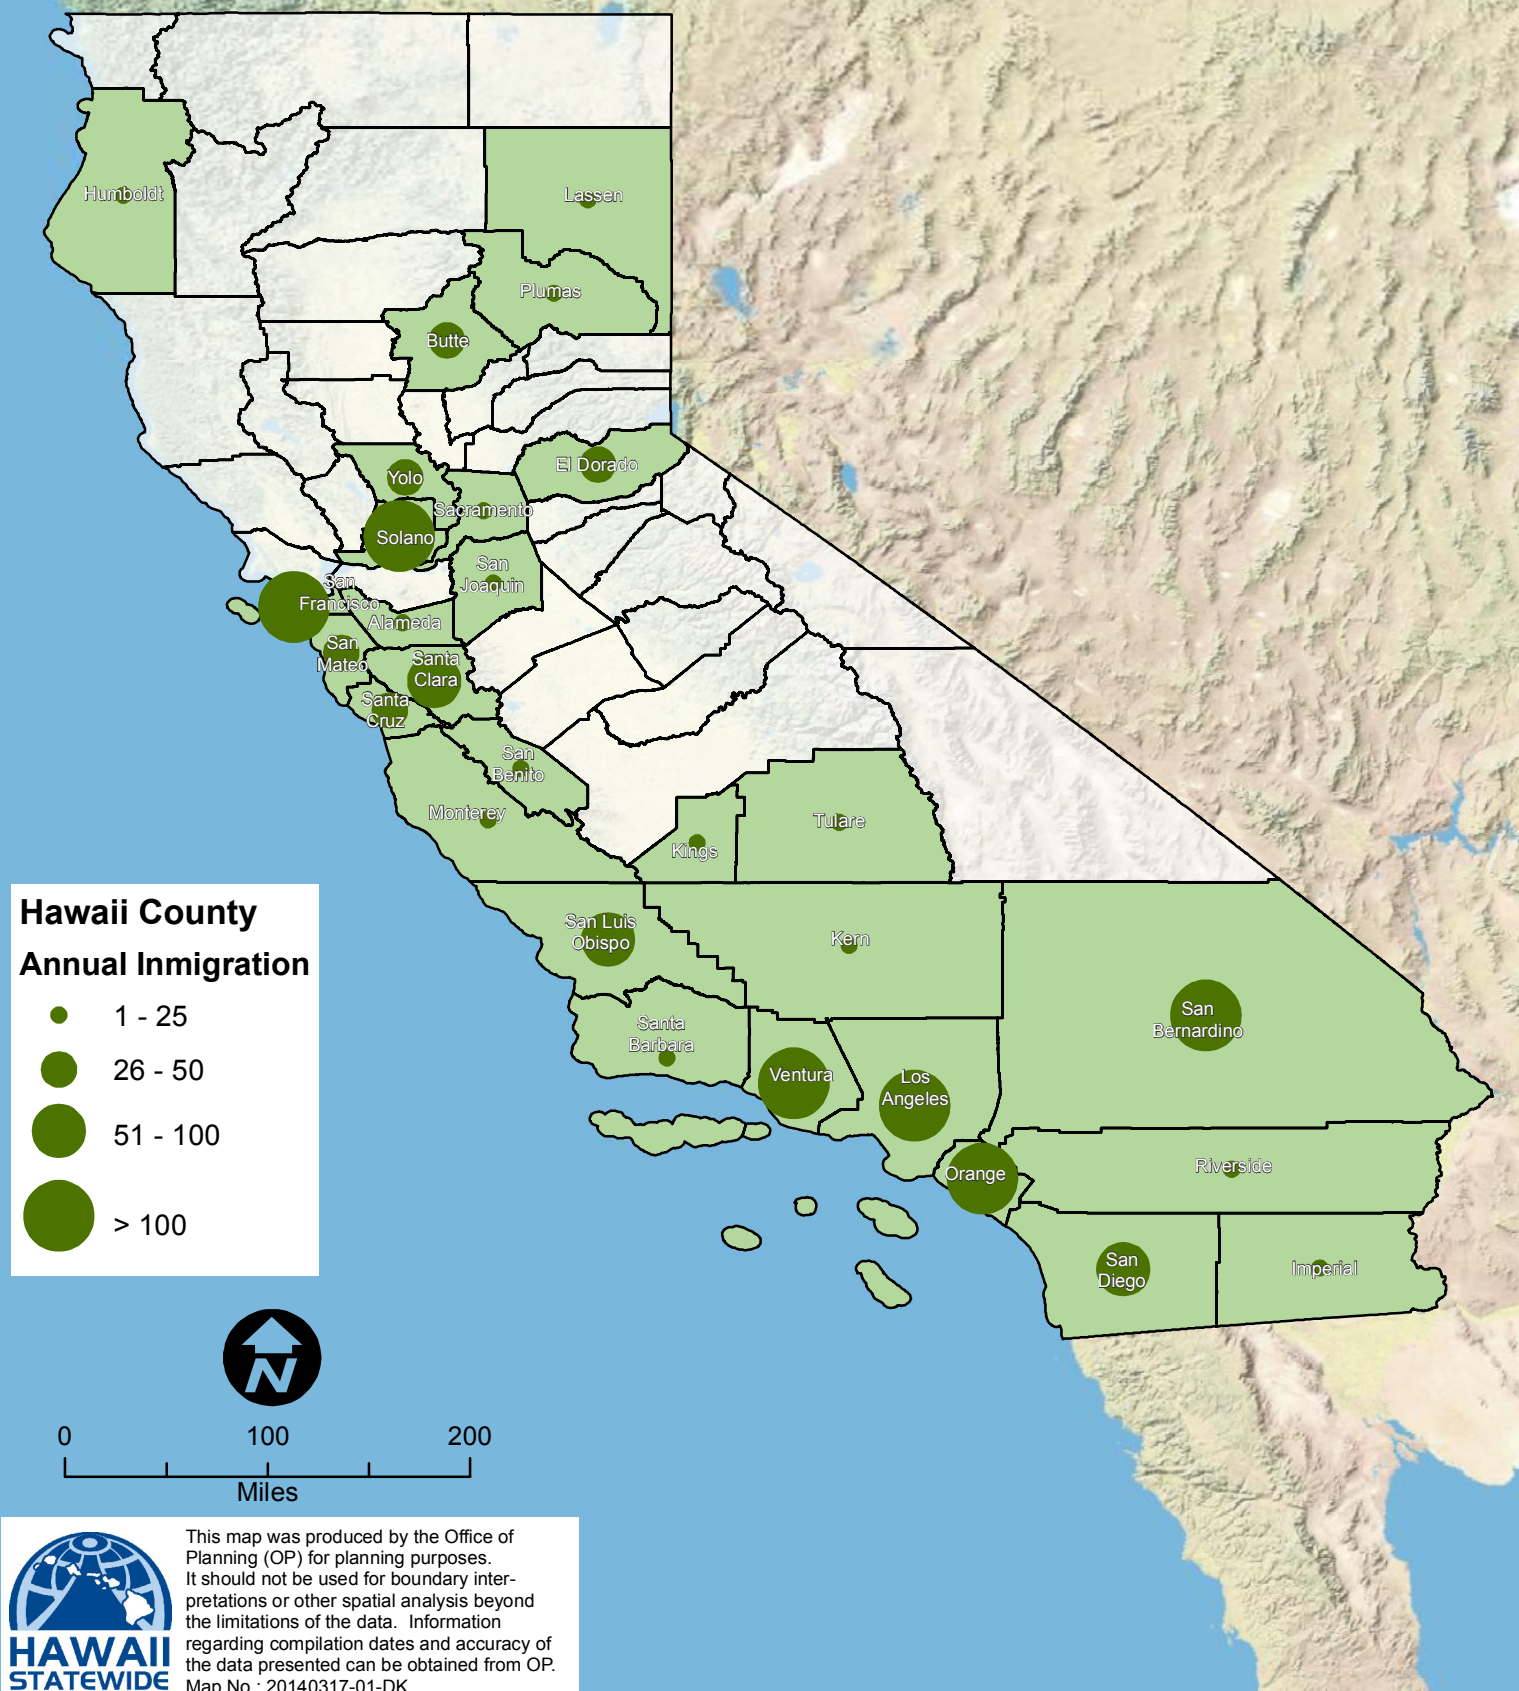 Humboldt
Lassen
Plumas
Butte
El Dorado
Yolo
Sacramento
Solano
San
Joaquin
San
Francisco
Alameda
San
Mateo
Santa
Clara
Santa
Cruz
San
Benito
Monterey
Tulare
Kings
San Luis
Obispo
Kern
San
Bernardino
Santa
Barbara
Ventura
Los
Angeles
Orange
Riverside
San
Diego
Imperial
Hawaii County
Annual Inmigration
1 - 25
26 - 50
51 - 100
> 100
N
0 100 200
Miles
This map was produced by the Office of
Planning (OP) for planning purposes.
It should not be used for boundary inter-
pretations or other spatial analysis beyond
the limitations of the data. Information
regarding compilation dates and accuracy of
the data presented can be obtained from OP.
Map No.: 20140317-01-DK
HAWAII
STATEWIDE